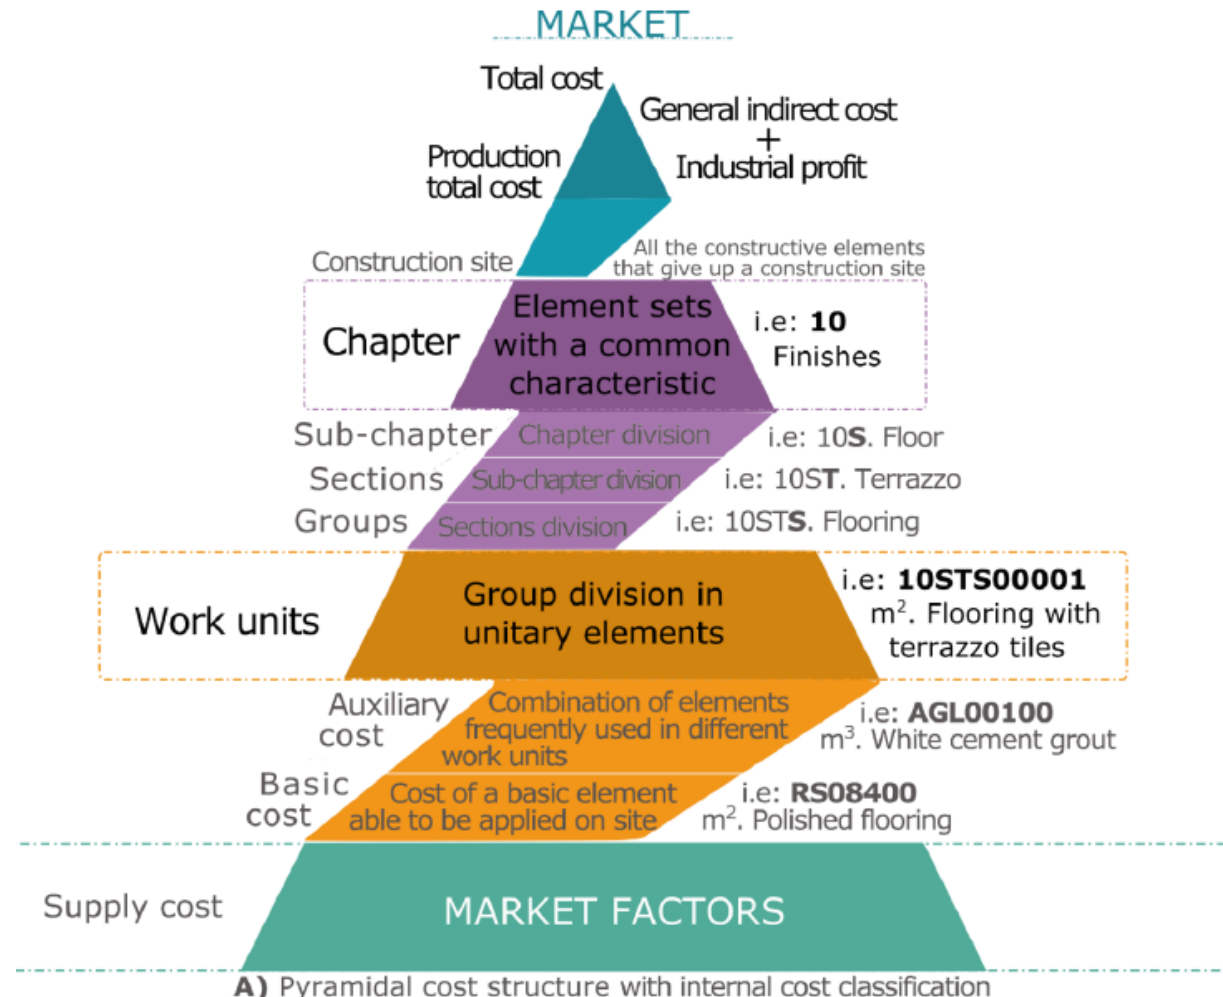 MARKET
Total cost
General indirect cost
+
Industrial profit
Production
total cost
Construction site
All the constructive elements
that give up a construction site
Chapter
Element sets
with a common
characteristic
i.e: 10
Finishes
Sub-chapter
Chapter division
i.e: 10S. Floor
Sections
Sub-chapter division
i.e: 10ST. Terrazzo
Groups
Sections division
i.e: 10STS. Flooring
Work units
Group division in
unitary elements
i.e: 10STS00001
m². Flooring with
terrazzo tiles
Auxiliary
cost
Combination of elements
frequently used in different
work units
i.e: AGL00100
m³. White cement grout
Basic
cost
Cost of a basic element
able to be applied on site
i.e: RS08400
m². Polished flooring
Supply cost
MARKET FACTORS
A) Pyramidal cost structure with internal cost classification